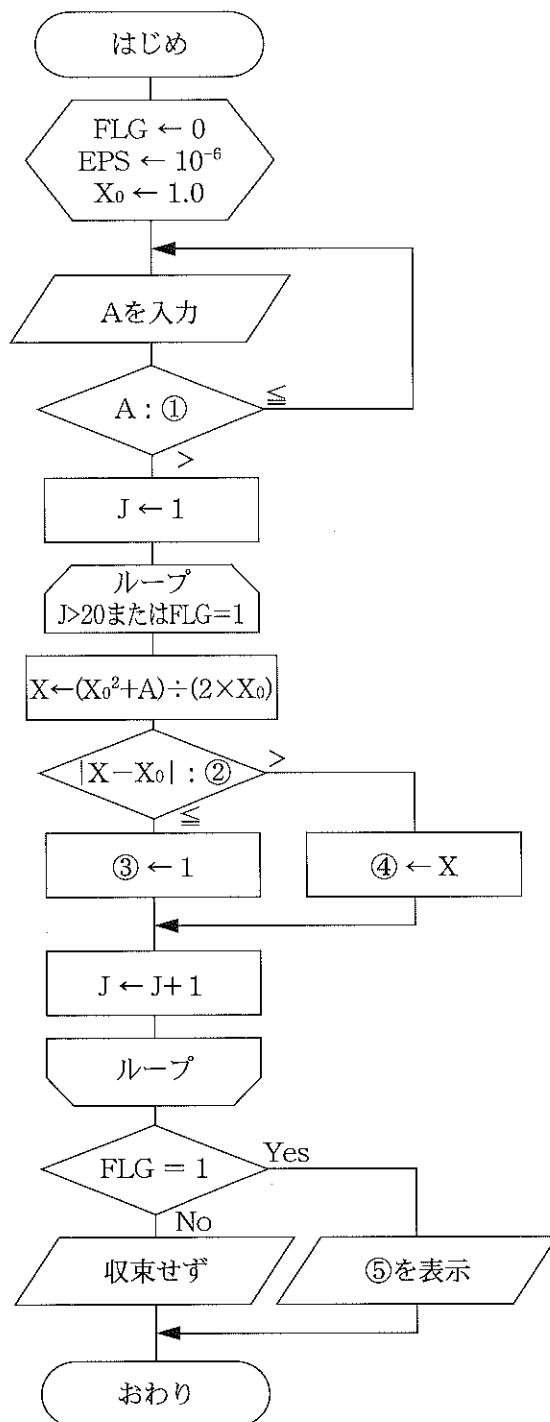 はじめ
FLG ← 0
EPS ← 10⁻⁶
X₀ ← 1.0
Aを入力
A : ①
≦
>
J ← 1
ループ
J>20またはFLG=1
X←(X₀²+A)÷(2×X₀)
|X−X₀| : ②
>
≦
③ ← 1
④ ← X
J ← J+1
ループ
FLG = 1
Yes
No
収束せず
⑤を表示
おわり